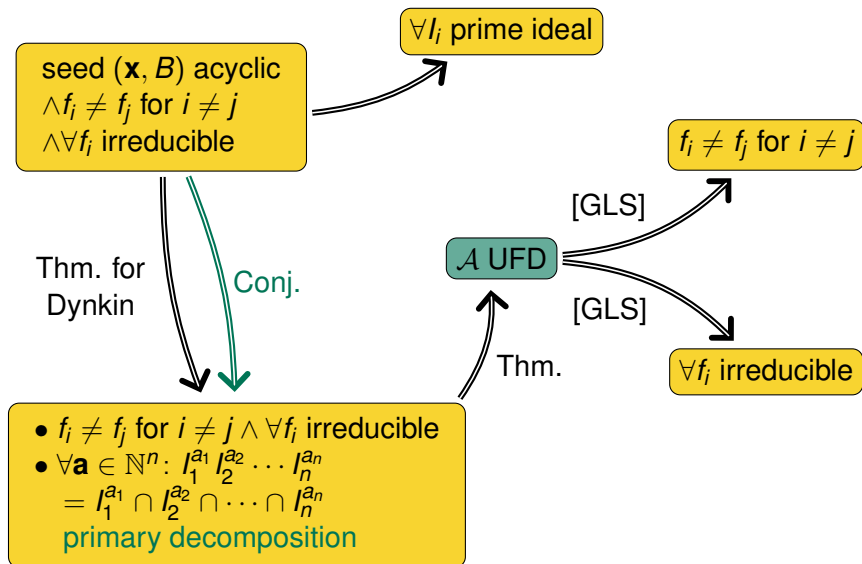 ∀I_i prime ideal
seed (𝐱, B) acyclic
∧f_i ≠ f_j for i ≠ j
∧∀f_i irreducible
f_i ≠ f_j for i ≠ j
[GLS]
𝒜 UFD
Thm. for
Dynkin
Conj.
[GLS]
Thm.
∀f_i irreducible
• f_i ≠ f_j for i ≠ j ∧ ∀f_i irreducible
• ∀𝐚 ∈ ℕ^n: I_1^{a_1} I_2^{a_2} ⋯ I_n^{a_n}
= I_1^{a_1} ∩ I_2^{a_2} ∩ ⋯ ∩ I_n^{a_n}
primary decomposition